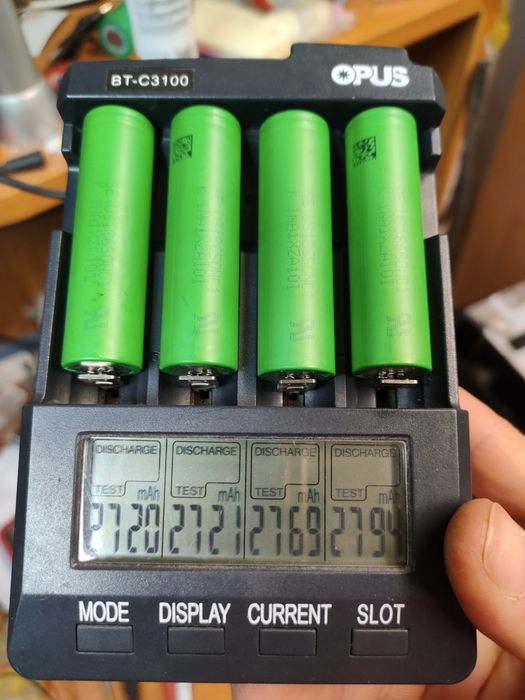 BT-C3100
OPUS
DISCHARGE DISCHARGE DISCHARGE DISCHARGE
TEST mAh TEST mAh TEST mAh TEST mAh
2720 2721 2769 2794
MODE DISPLAY CURRENT SLOT